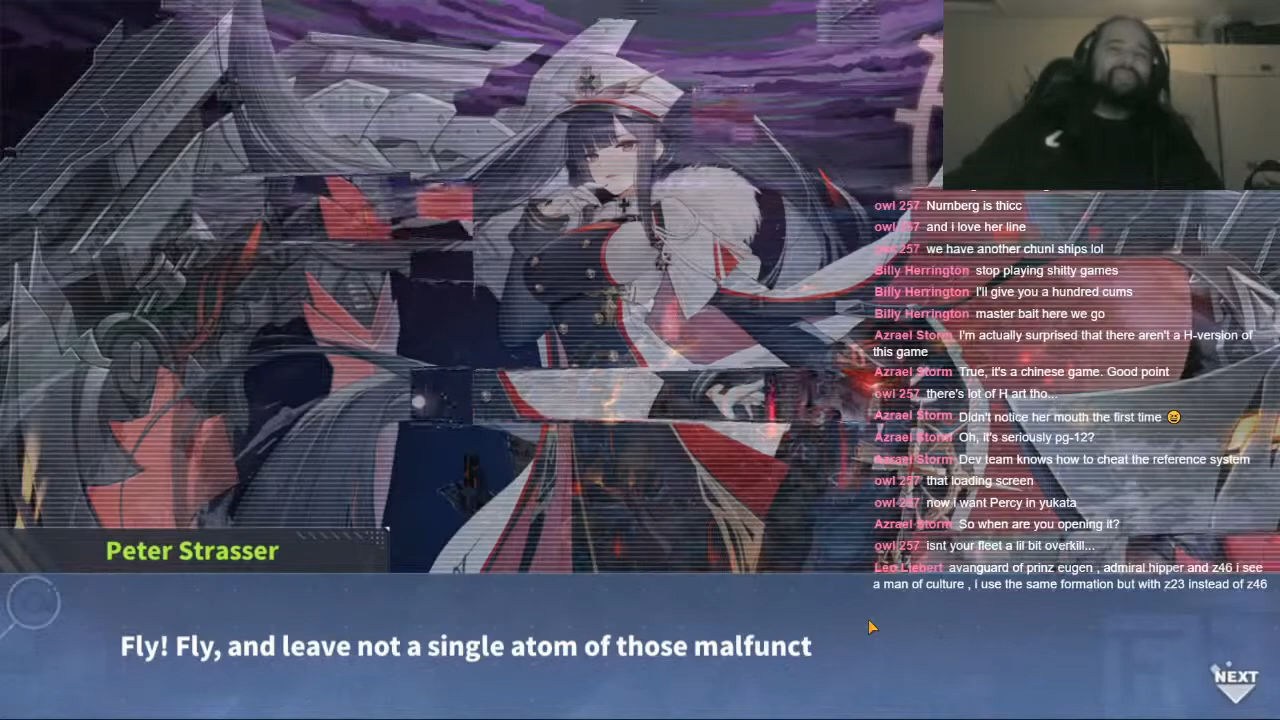 owl 257 Nurnberg is thicc
owl 257 and i love her line
257 we have another chuni ships lol
Billy Herrington stop playing shitty games
Billy Herrington I'll give you a hundred cums
Billy Herrington master bait here we go
Azrael Storm I'm actually surprised that there aren't a H-version of
this game
Azrael Storm True, it's a chinese game. Good point
owl 257 there's lot of H art tho...
Azrael Storm Didn't notice her mouth the first time
Azrael Storm Oh, it's seriously pg-12?
Azrael Storm Dev team knows how to cheat the reference system
owl 257 that loading screen
owl 257 now i want Percy in yukata
Azrael Storm So when are you opening it?
owl 257 isnt your fleet a lil bit overkill...
Leo Liebert avanguard of prinz eugen , admiral hipper and z46 i see
a man of culture , i use the same formation but with z23 instead of z46
Peter Strasser
Fly! Fly, and leave not a single atom of those malfunct
NEXT